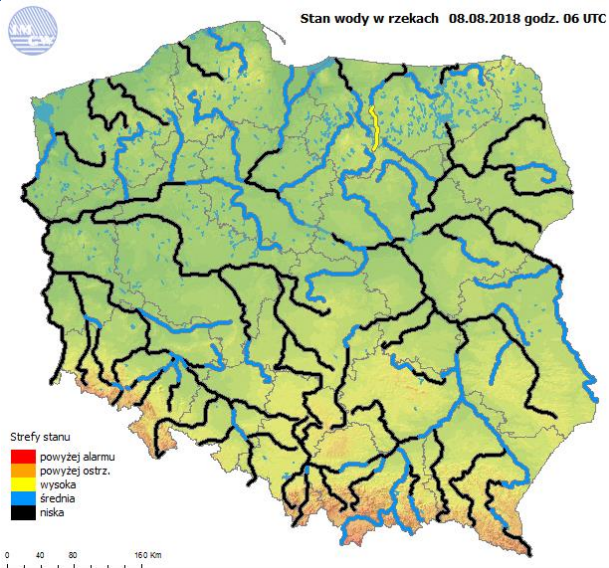 Stan wody w rzekach 08.08.2018 godz. 06 UTC
Strefy stanu
powyżej alarmu
powyżej ostrz.
wysoka
średnia
niska
0 40 80 160 Km